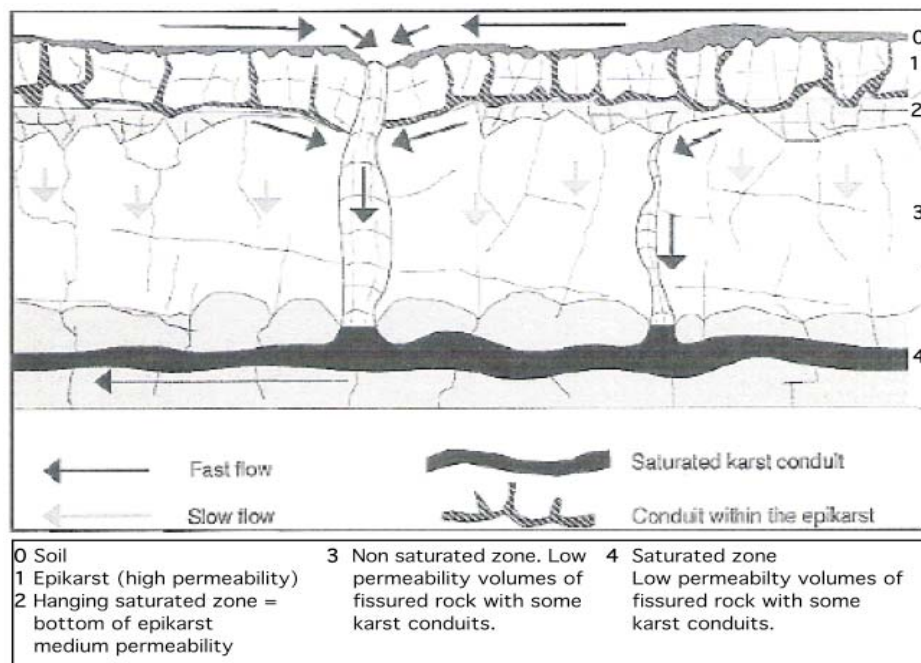 0
1
2
3
4
Fast flow
Slow flow
Saturated karst conduit
Conduit within the epikarst
0 Soil
1 Epikarst (high permeability)
2 Hanging saturated zone =
bottom of epikarst
medium permeability
3 Non saturated zone. Low
permeability volumes of
fissured rock with some
karst conduits.
4 Saturated zone
Low permeabilty volumes of
fissured rock with some
karst conduits.